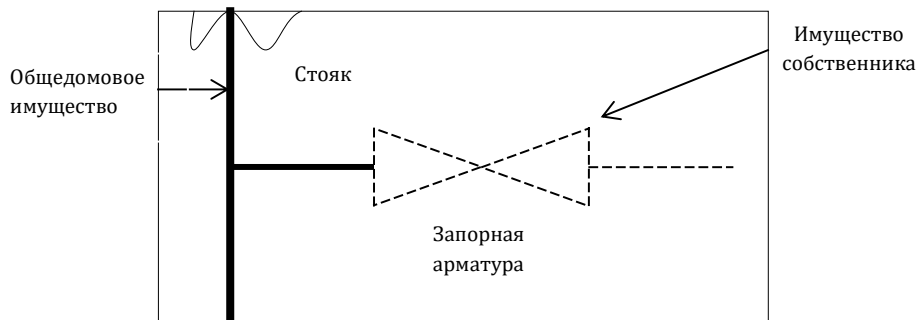 Общедомовое
имущество
Стояк
Имущество
собственника
Запорная
арматура